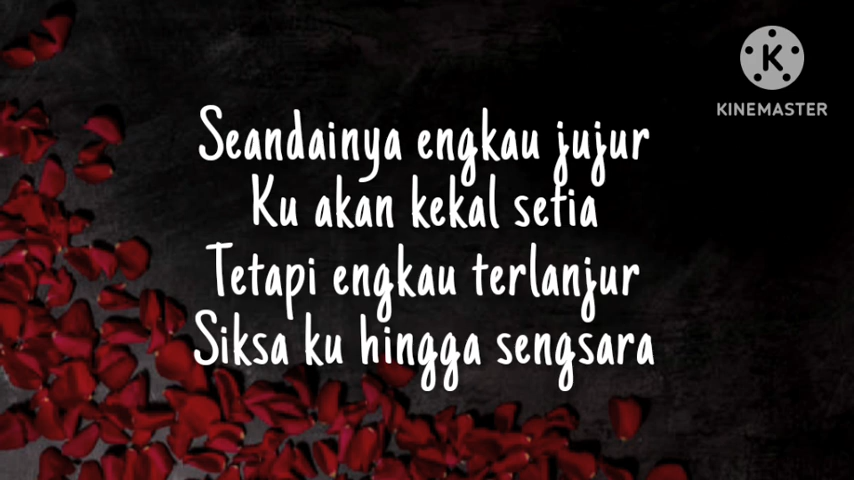 K
KINEMASTER
Seandainya engkau jujur
Ku akan kekal setia
Tetapi engkau terlanjur
Siksa ku hingga sengsara